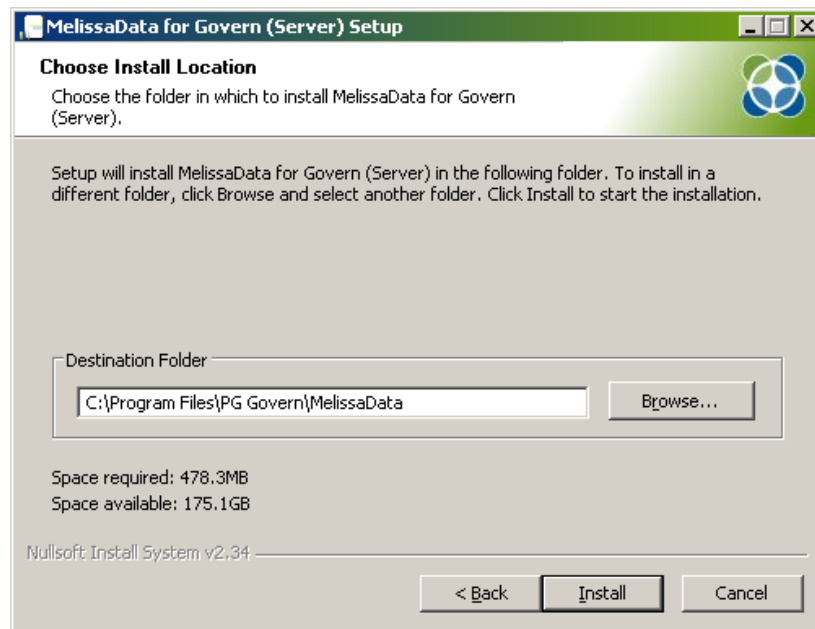 MelissaData for Govern (Server) Setup
Choose Install Location
Choose the folder in which to install MelissaData for Govern
(Server).
Setup will install MelissaData for Govern (Server) in the following folder. To install in a
different folder, click Browse and select another folder. Click Install to start the installation.
Destination Folder
C:\Program Files\PG Govern\MelissaData
Browse...
Space required: 478.3MB
Space available: 175.1GB
Nullsoft Install System v2.34
< Back Install Cancel